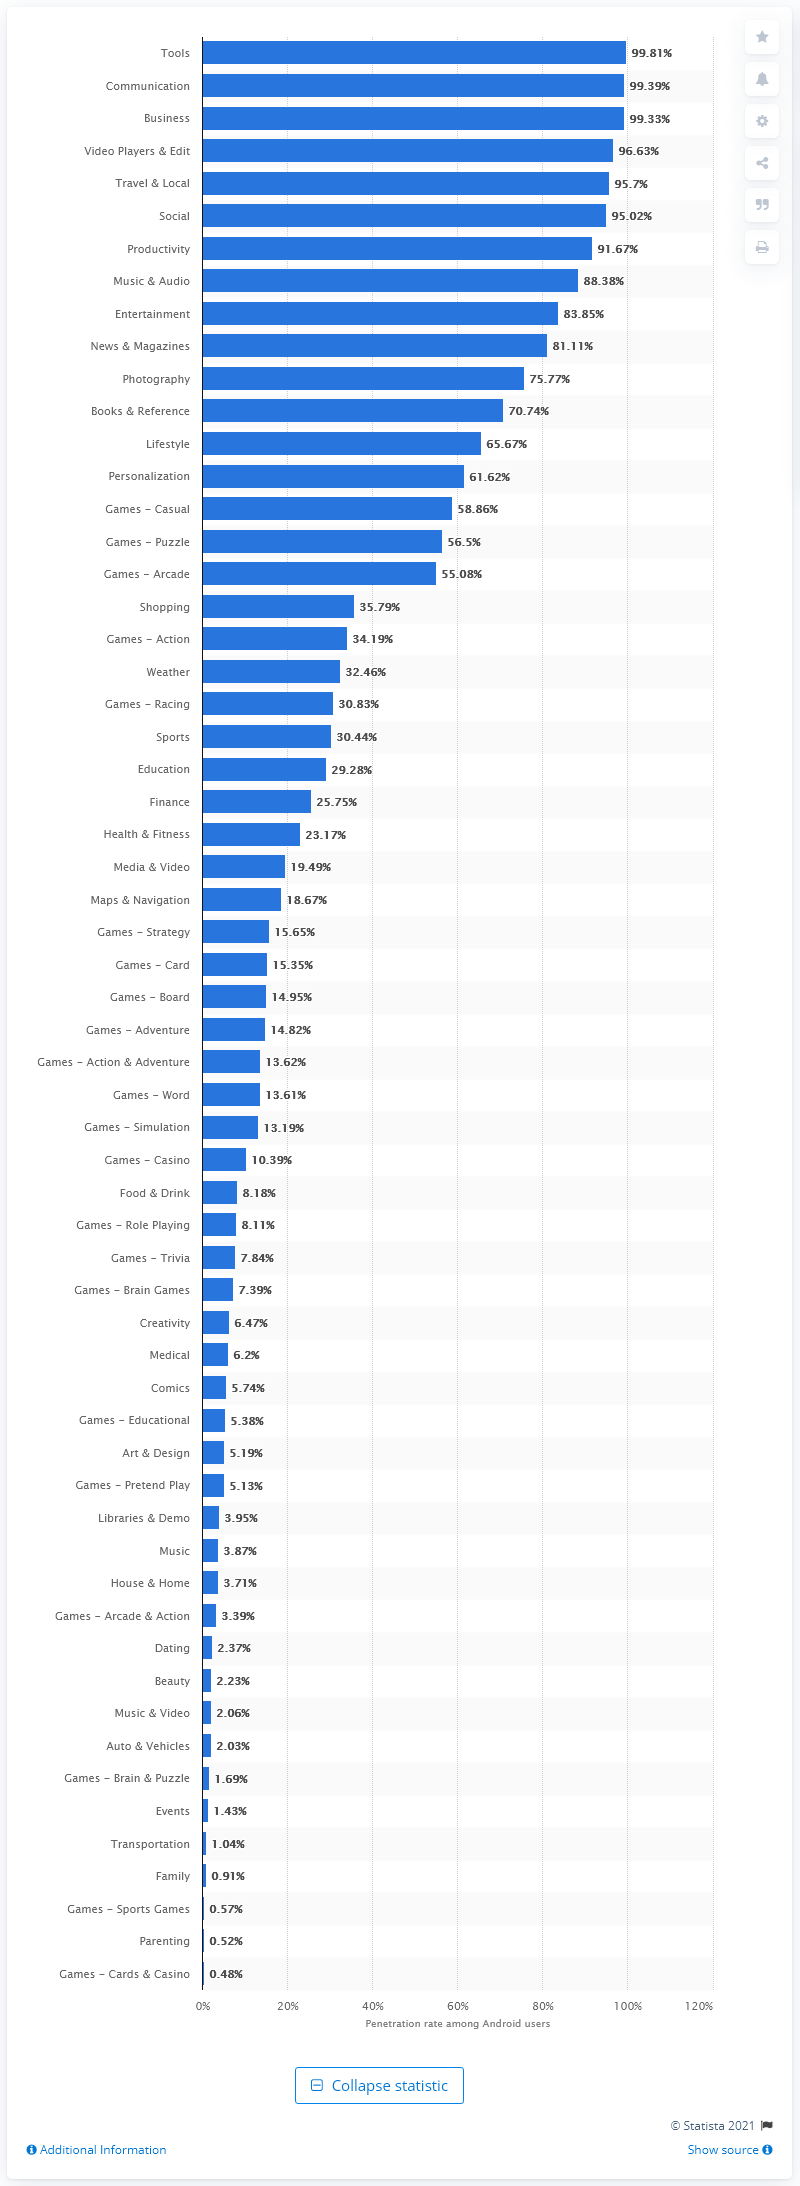 Tools 99.81%
Communication 99.39%
Business 99.33%
Video Players & Edit 96.63%
Travel & Local 95.7%
Social 95.02%
Productivity 91.67%
Music & Audio 88.38%
Entertainment 83.85%
News & Magazines 81.11%
Photography 75.77%
Books & Reference 70.74%
Lifestyle 65.67%
Personalization 61.62%
Games – Casual 58.86%
Games – Puzzle 56.5%
Games – Arcade 55.08%
Shopping 35.79%
Games – Action 34.19%
Weather 32.46%
Games – Racing 30.83%
Sports 30.44%
Education 29.28%
Finance 25.75%
Health & Fitness 23.17%
Media & Video 19.49%
Maps & Navigation 18.67%
Games – Strategy 15.65%
Games – Card 15.35%
Games – Board 14.95%
Games – Adventure 14.82%
Games – Action & Adventure 13.62%
Games – Word 13.61%
Games – Simulation 13.19%
Games – Casino 10.39%
Food & Drink 8.18%
Games – Role Playing 8.11%
Games – Trivia 7.84%
Games – Brain Games 7.39%
Creativity 6.47%
Medical 6.2%
Comics 5.74%
Games – Educational 5.38%
Art & Design 5.19%
Games – Pretend Play 5.13%
Libraries & Demo 3.95%
Music 3.87%
House & Home 3.71%
Games – Arcade & Action 3.39%
Dating 2.37%
Beauty 2.23%
Music & Video 2.06%
Auto & Vehicles 2.03%
Games – Brain & Puzzle 1.69%
Events 1.43%
Transportation 1.04%
Family 0.91%
Games – Sports Games 0.57%
Parenting 0.52%
Games – Cards & Casino 0.48%
0% 20% 40% 60% 80% 100% 120%
Penetration rate among Android users
Collapse statistic
© Statista 2021
Additional Information Show source